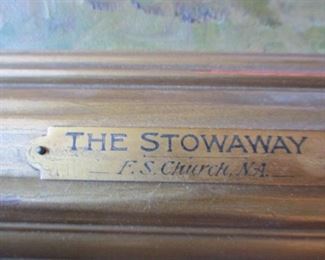 THE STOWAWAY
F. S. Church, N.A.